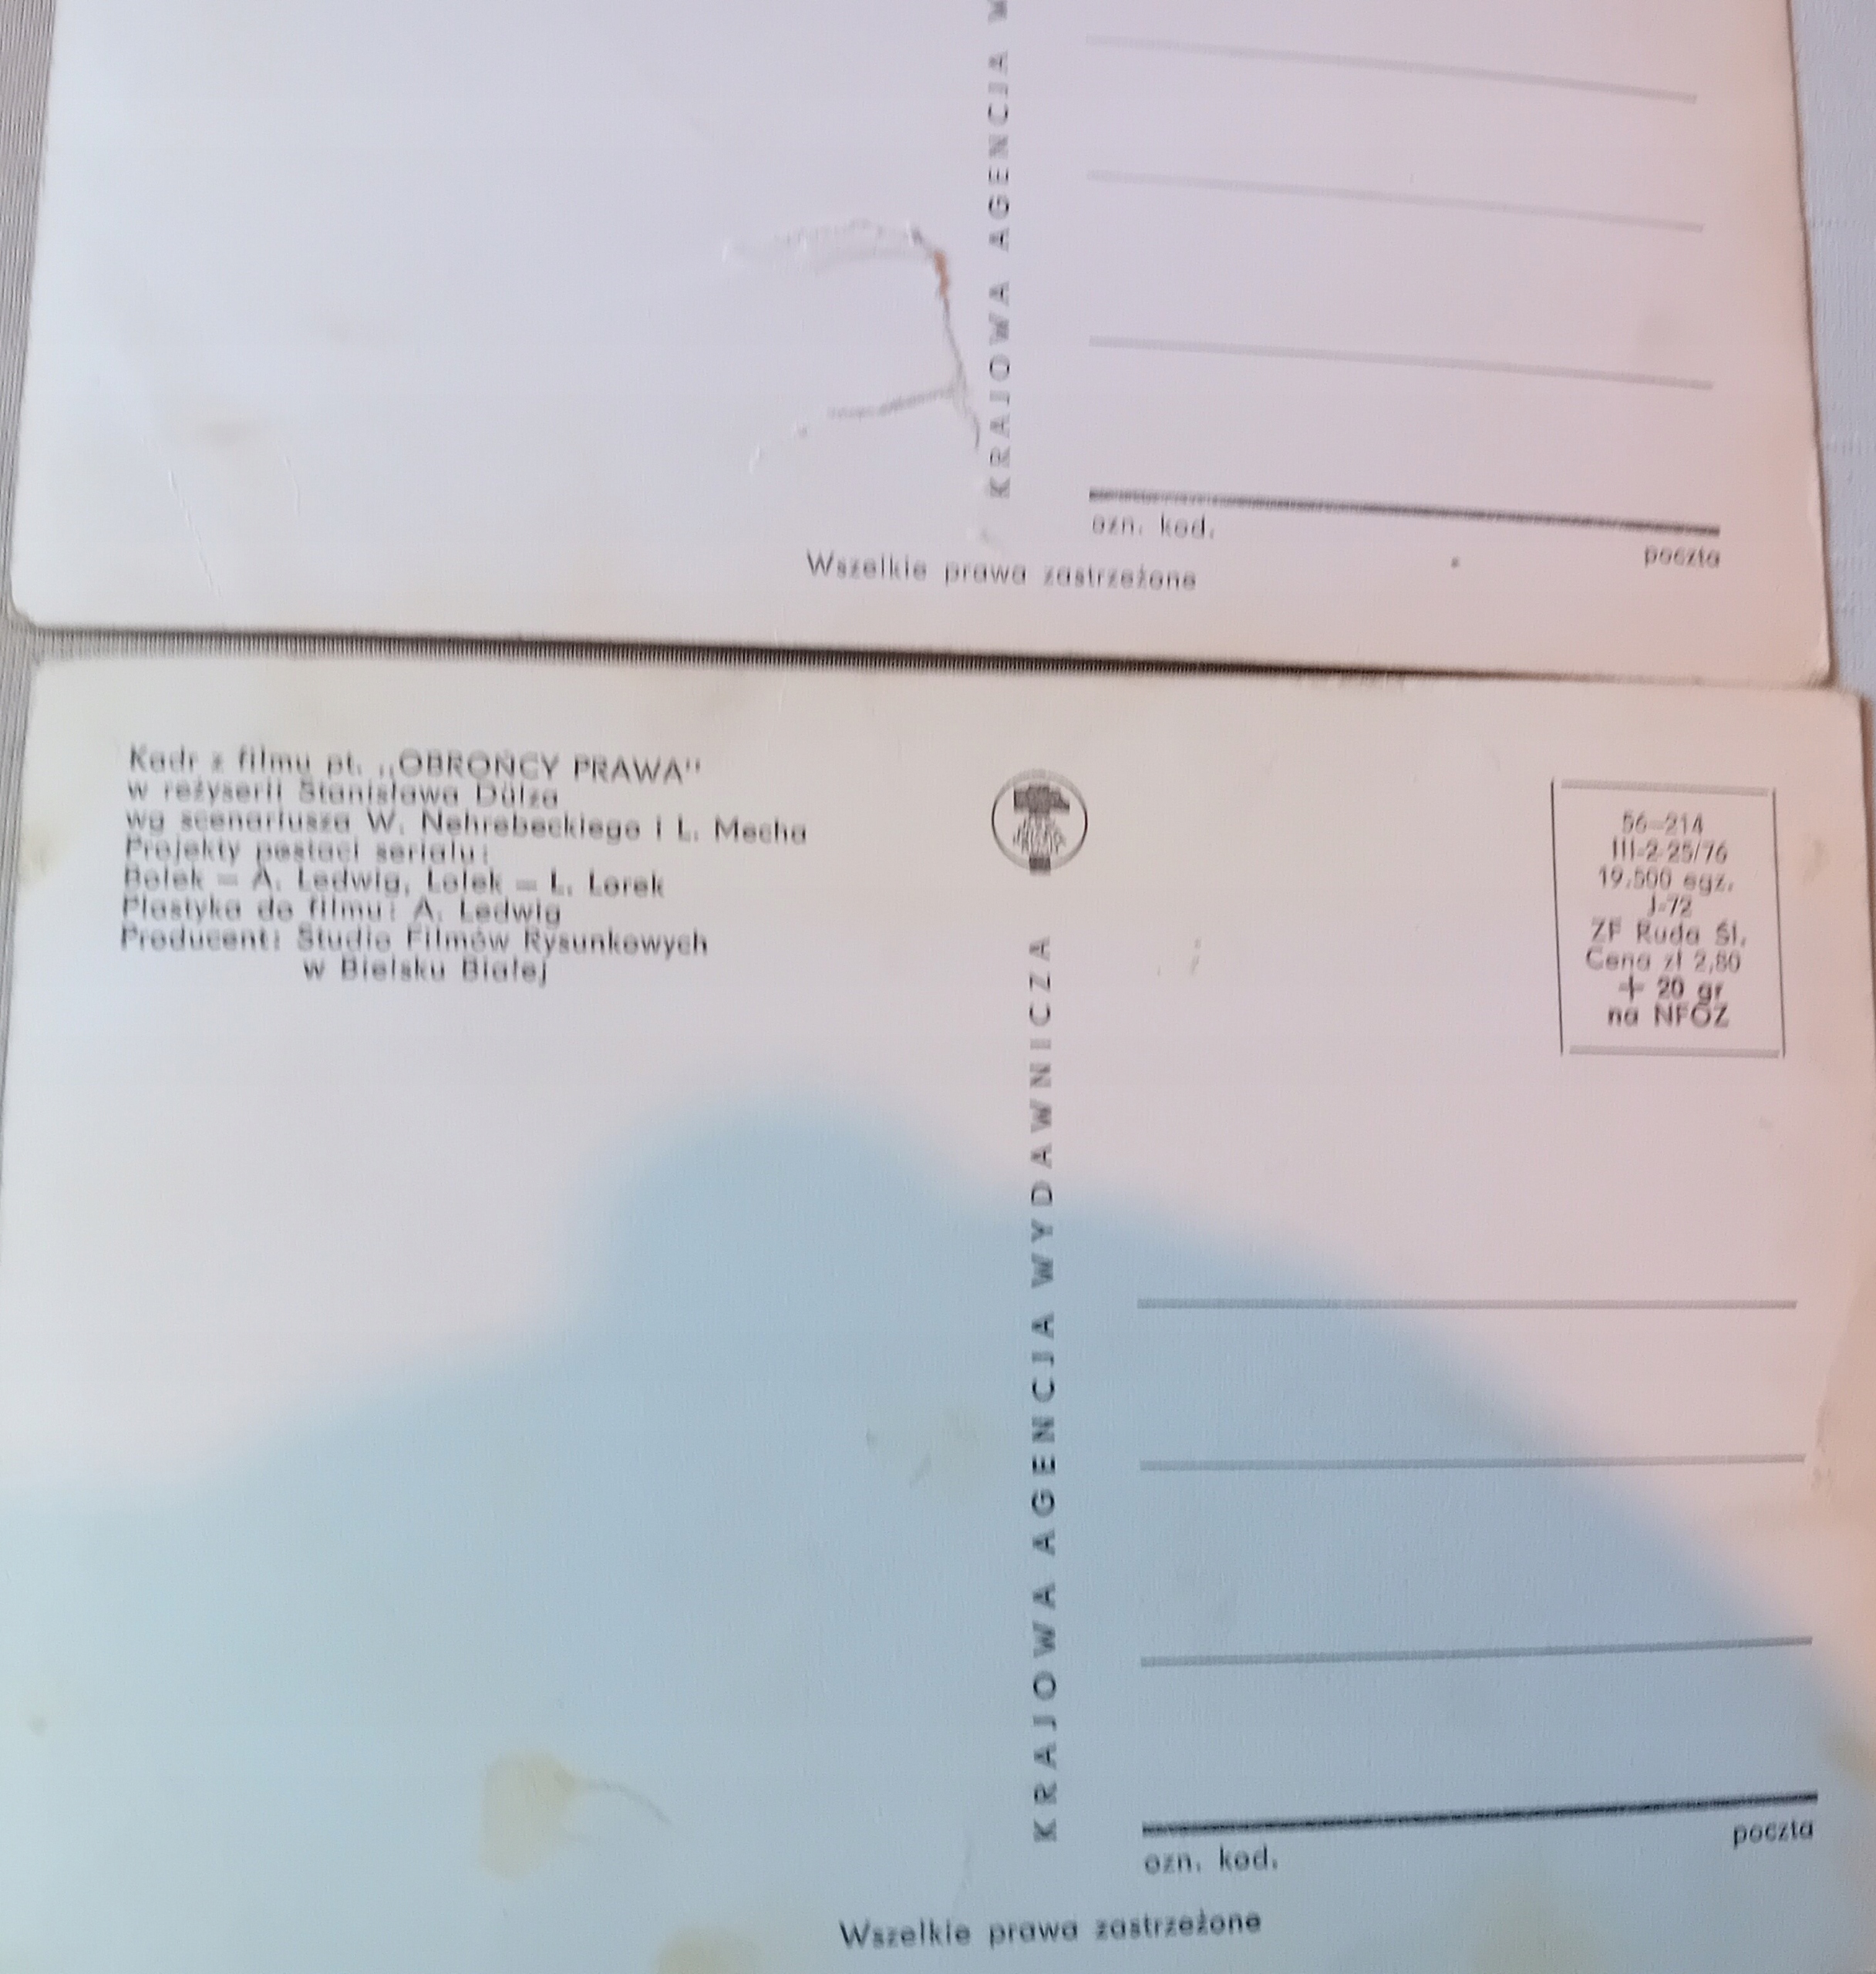 KRAJOWA AGENCJA
ozn. kod.
poczta
Wszelkie prawa zastrzeżone
Kadr z filmu pt. „OBROŃCY PRAWA"
w reżyserii Stanisława Dülza
wg scenariusza W. Nehrebeckiego i L. Mecha
Projekty postaci serialu:
Bolek — A. Ledwig, Lolek — L. Lorek
Plastyka do filmu: A. Ledwig
Producent: Studio Filmów Rysunkowych
w Bielsku Białej
56-214
III-2-25/76
19.500 egz.
J-72
ZF Ruda Śl.
Cena zł 2,80
+ 20 gr
na NFOZ
KRAJOWA AGENCJA WYDAWNICZA
ozn. kod.
poczta
Wszelkie prawa zastrzeżone